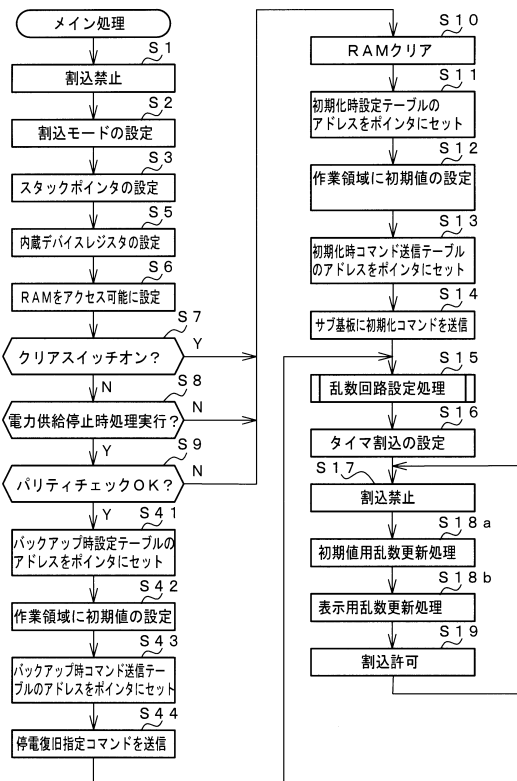 メイン処理
S1
割込禁止
S2
割込モードの設定
S3
スタックポインタの設定
S5
内蔵デバイスレジスタの設定
S6
RAMをアクセス可能に設定
S7
クリアスイッチオン?
Y
N
S8
電力供給停止時処理実行?
N
Y
S9
パリティチェックOK?
N
Y
S41
バックアップ時設定テーブルの
アドレスをポインタにセット
S42
作業領域に初期値の設定
S43
バックアップ時コマンド送信テー
ブルのアドレスをポインタにセット
S44
停電復旧指定コマンドを送信
S10
RAMクリア
S11
初期化時設定テーブルの
アドレスをポインタにセット
S12
作業領域に初期値の設定
S13
初期化時コマンド送信テーブル
のアドレスをポインタにセット
S14
サブ基板に初期化コマンドを送信
S15
乱数回路設定処理
S16
タイマ割込の設定
S17
割込禁止
S18a
初期値用乱数更新処理
S18b
表示用乱数更新処理
S19
割込許可